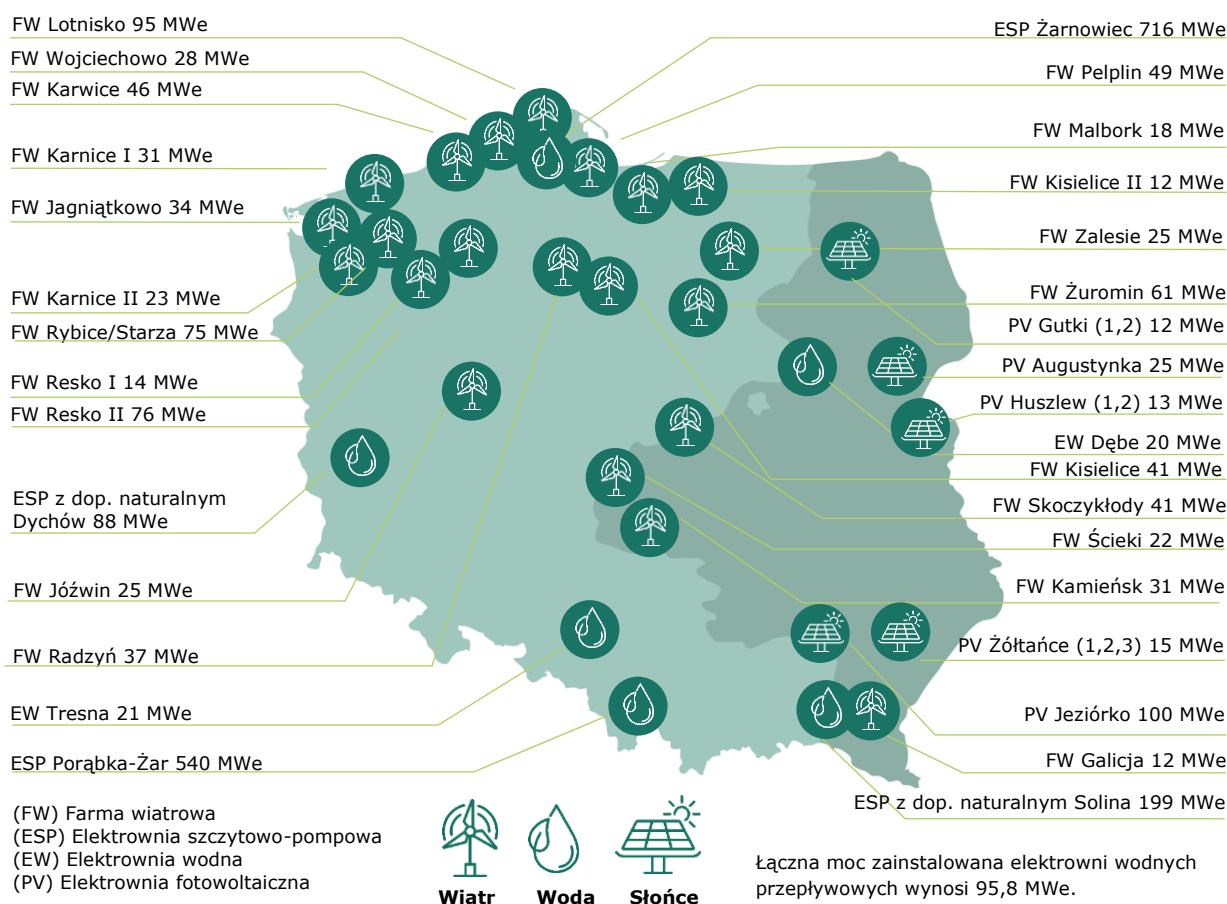 FW Lotnisko 95 MWe
FW Wojciechowo 28 MWe
FW Karwice 46 MWe
FW Karnice I 31 MWe
FW Jagniątkowo 34 MWe
FW Karnice II 23 MWe
FW Rybice/Starza 75 MWe
FW Resko I 14 MWe
FW Resko II 76 MWe
ESP z dop. naturalnym
Dychów 88 MWe
FW Jóźwin 25 MWe
FW Radzyń 37 MWe
EW Tresna 21 MWe
ESP Porąbka-Żar 540 MWe
ESP Żarnowiec 716 MWe
FW Pelplin 49 MWe
FW Malbork 18 MWe
FW Kisielice II 12 MWe
FW Zalesie 25 MWe
FW Żuromin 61 MWe
PV Gutki (1,2) 12 MWe
PV Augustynka 25 MWe
PV Huszlew (1,2) 13 MWe
EW Dębe 20 MWe
FW Kisielice 41 MWe
FW Skoczykłody 41 MWe
FW Ścieki 22 MWe
FW Kamieńsk 31 MWe
PV Żółtańce (1,2,3) 15 MWe
PV Jeziórko 100 MWe
FW Galicja 12 MWe
ESP z dop. naturalnym Solina 199 MWe
(FW) Farma wiatrowa
(ESP) Elektrownia szczytowo-pompowa
(EW) Elektrownia wodna
(PV) Elektrownia fotowoltaiczna
Wiatr
Woda
Słońce
Łączna moc zainstalowana elektrowni wodnych
przepływowych wynosi 95,8 MWe.